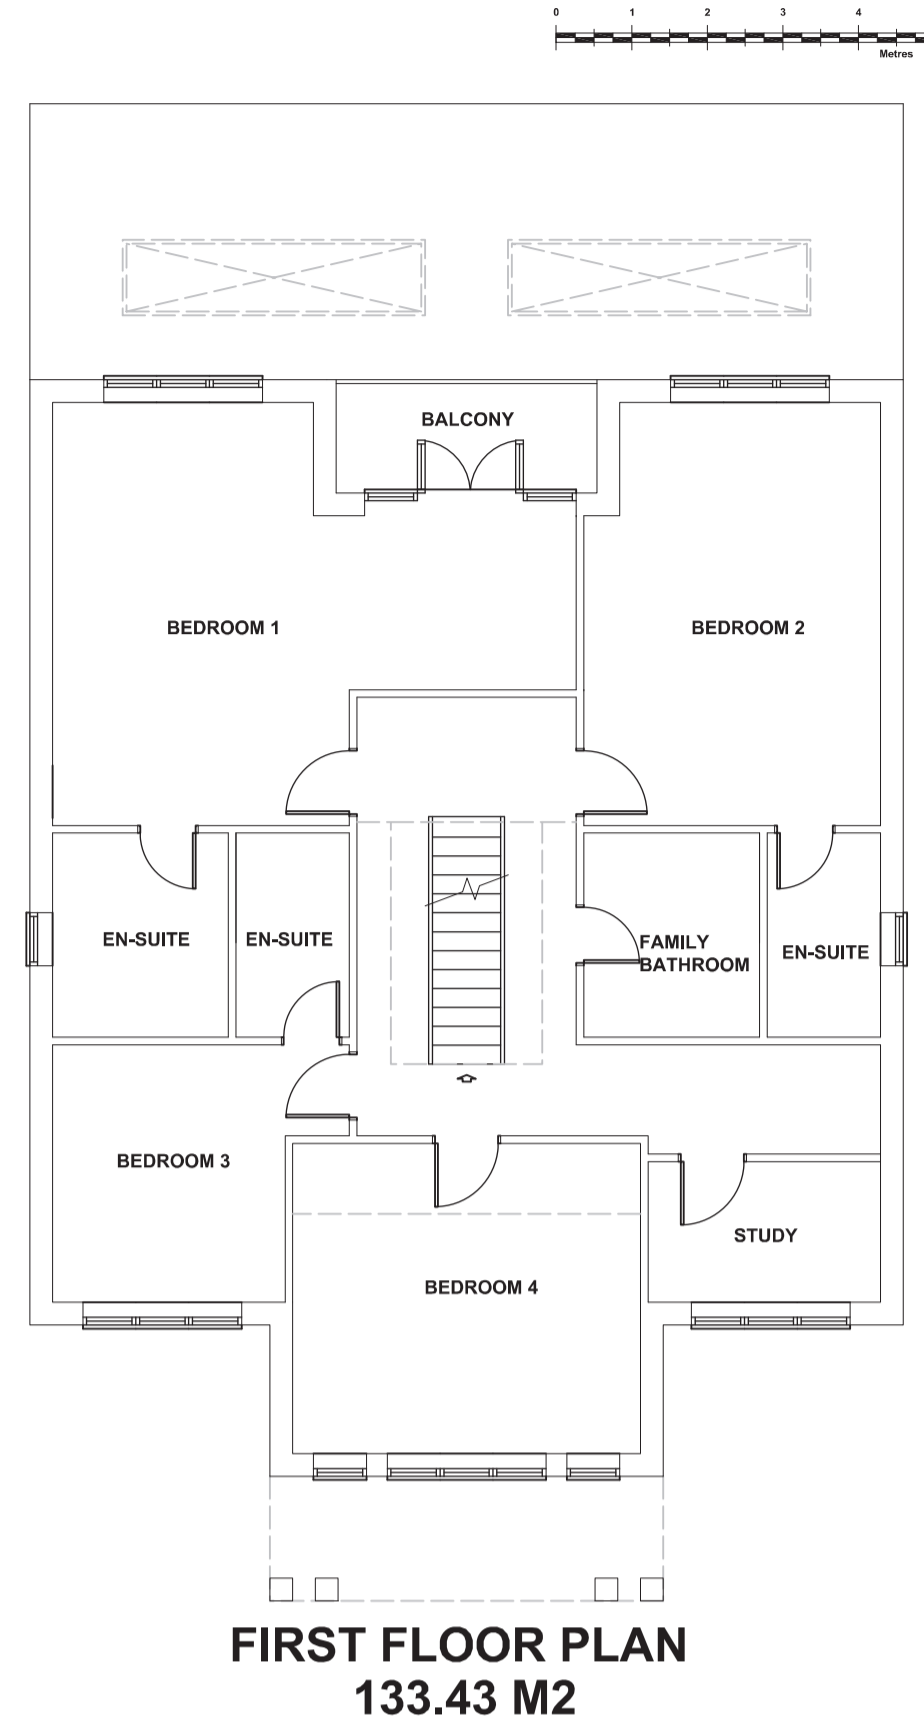 0 1 2 3 4
Metres
BALCONY
BEDROOM 1
BEDROOM 2
EN-SUITE
EN-SUITE
FAMILY
BATHROOM
EN-SUITE
BEDROOM 3
STUDY
BEDROOM 4
FIRST FLOOR PLAN
133.43 M2